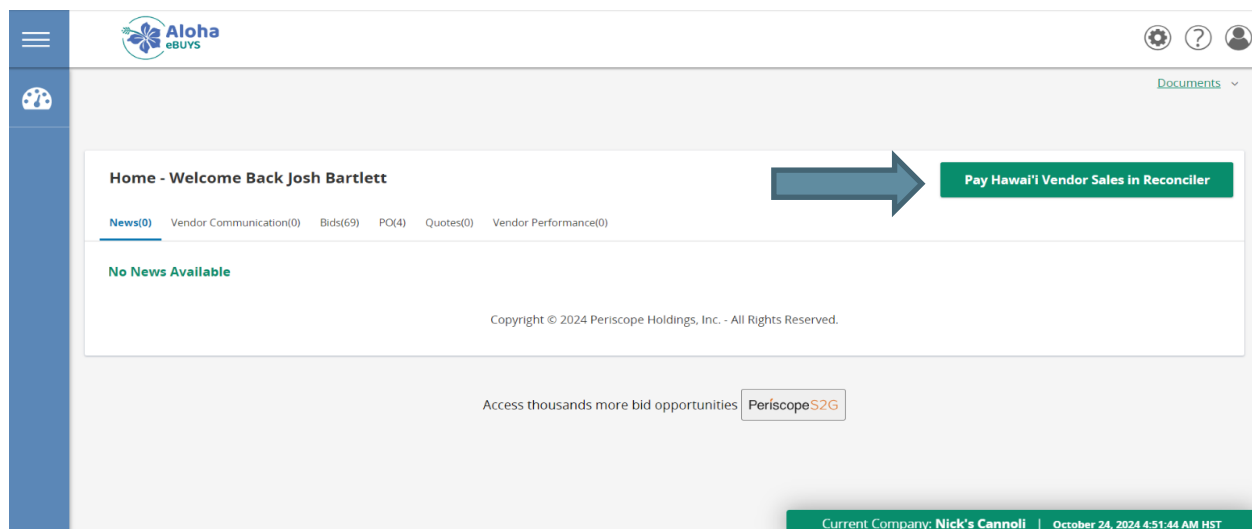 Aloha
eBUYS
?
Documents
Home - Welcome Back Josh Bartlett
Pay Hawai'i Vendor Sales in Reconciler
News(0) Vendor Communication(0) Bids(69) PO(4) Quotes(0) Vendor Performance(0)
No News Available
Copyright © 2024 Periscope Holdings, Inc. - All Rights Reserved.
Access thousands more bid opportunities PeriscopeS2G
Current Company: Nick's Cannoli | October 24, 2024 4:51:44 AM HST